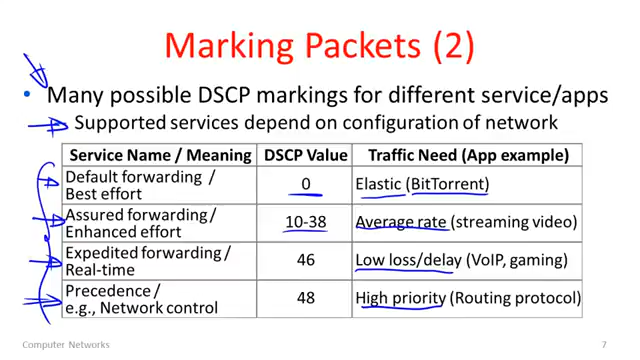 Marking Packets (2)
• Many possible DSCP markings for different service/apps
Supported services depend on configuration of network
Service Name / Meaning DSCP Value Traffic Need (App example)
Default forwarding /
Best effort
0
Elastic (BitTorrent)
Assured forwarding/
Enhanced effort
10-38
Average rate (streaming video)
Expedited forwarding /
Real-time
46
Low loss/delay (VoIP, gaming)
Precedence /
e.g., Network control
48
High priority (Routing protocol)
Computer Networks
7